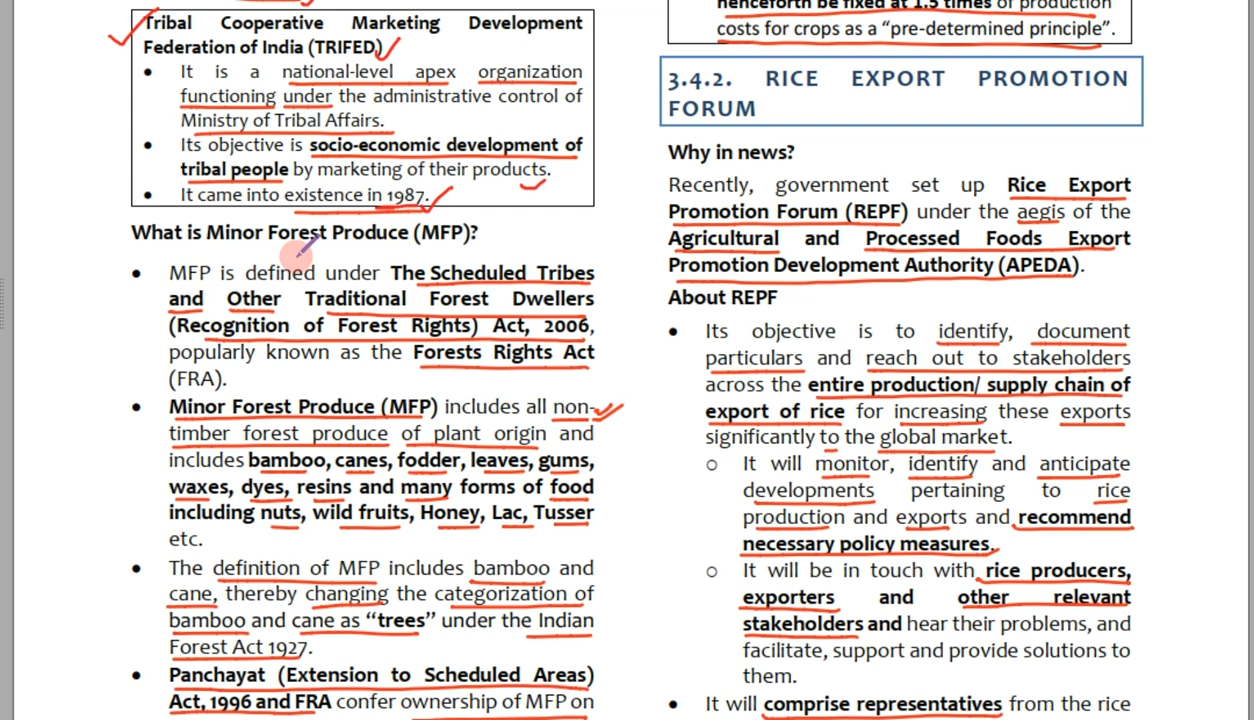 Tribal Cooperative Marketing Development
Federation of India (TRIFED)
• It is a national-level apex organization
functioning under the administrative control of
Ministry of Tribal Affairs.
• Its objective is socio-economic development of
tribal people by marketing of their products.
• It came into existence in 1987.
What is Minor Forest Produce (MFP)?
• MFP is defined under The Scheduled Tribes
and Other Traditional Forest Dwellers
(Recognition of Forest Rights) Act, 2006,
popularly known as the Forests Rights Act
(FRA).
• Minor Forest Produce (MFP) includes all non-
timber forest produce of plant origin and
includes bamboo, canes, fodder, leaves, gums,
waxes, dyes, resins and many forms of food
including nuts, wild fruits, Honey, Lac, Tusser
etc.
• The definition of MFP includes bamboo and
cane, thereby changing the categorization of
bamboo and cane as “trees” under the Indian
Forest Act 1927.
• Panchayat (Extension to Scheduled Areas)
Act, 1996 and FRA confer ownership of MFP on
henceforth be fixed at 1.5 times of production
costs for crops as a “pre-determined principle”.
3.4.2. RICE EXPORT PROMOTION
FORUM
Why in news?
Recently, government set up Rice Export
Promotion Forum (REPF) under the aegis of the
Agricultural and Processed Foods Export
Promotion Development Authority (APEDA).
About REPF
• Its objective is to identify, document
particulars and reach out to stakeholders
across the entire production/ supply chain of
export of rice for increasing these exports
significantly to the global market.
o It will monitor, identify and anticipate
developments pertaining to rice
production and exports and recommend
necessary policy measures.
o It will be in touch with rice producers,
exporters and other relevant
stakeholders and hear their problems, and
facilitate, support and provide solutions to
them.
• It will comprise representatives from the rice